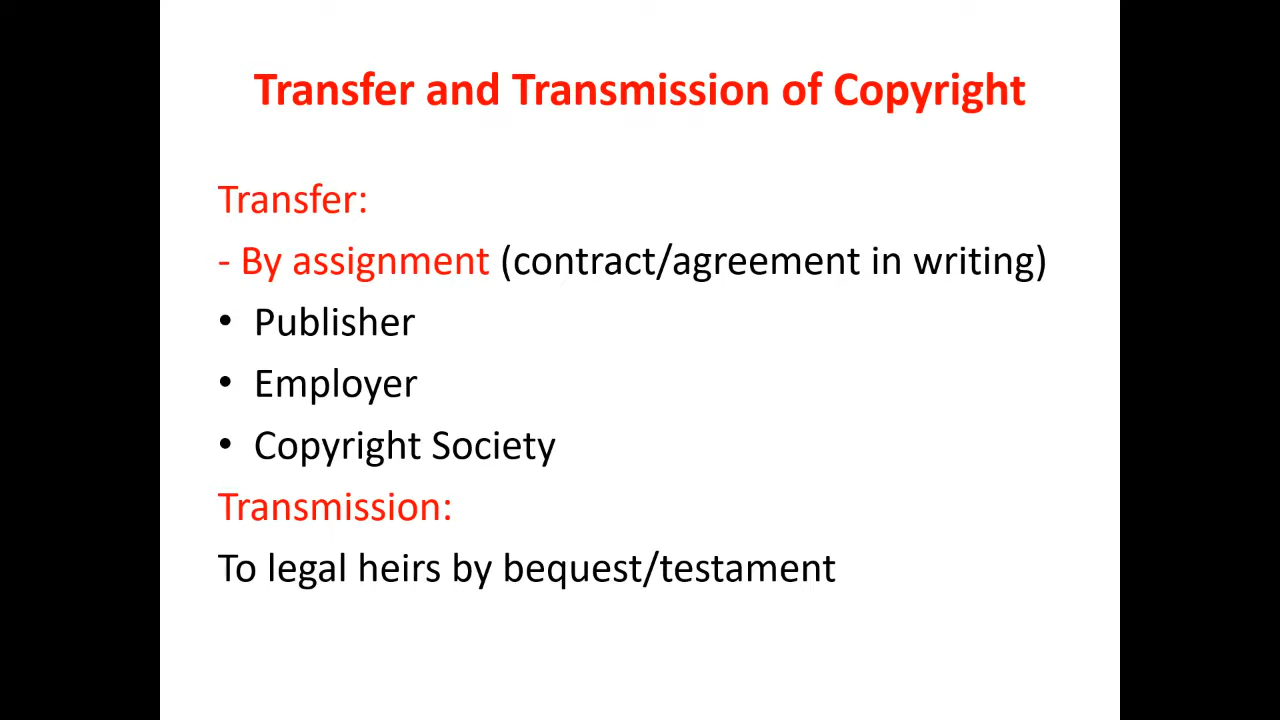 Transfer and Transmission of Copyright
Transfer:
- By assignment (contract/agreement in writing)
• Publisher
• Employer
• Copyright Society
Transmission:
To legal heirs by bequest/testament